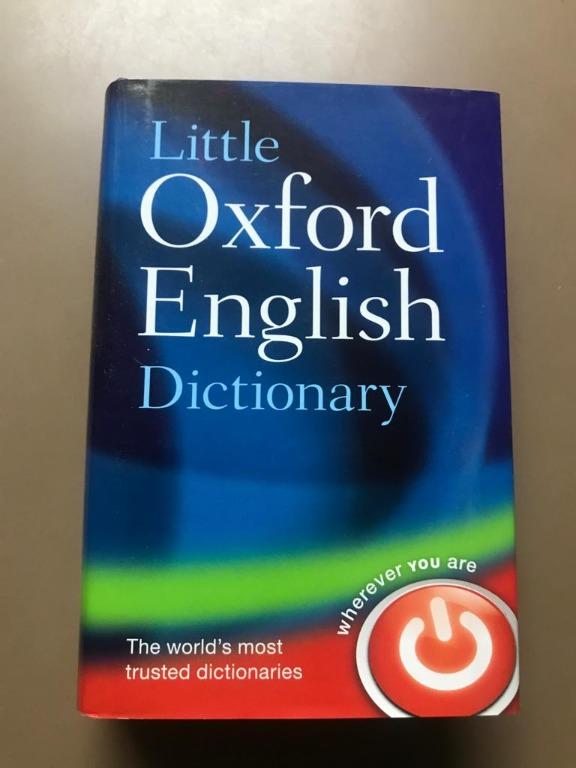 Little
Oxford
English
Dictionary
wherever YOU are
The world's most
trusted dictionaries